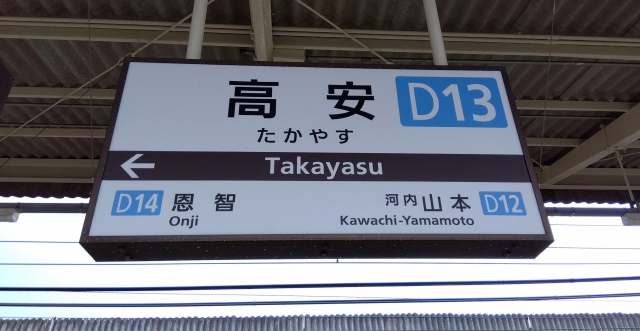 高安 D13
たかやす
← Takayasu
D14 恩智 河内山本 D12
Onji Kawachi-Yamamoto